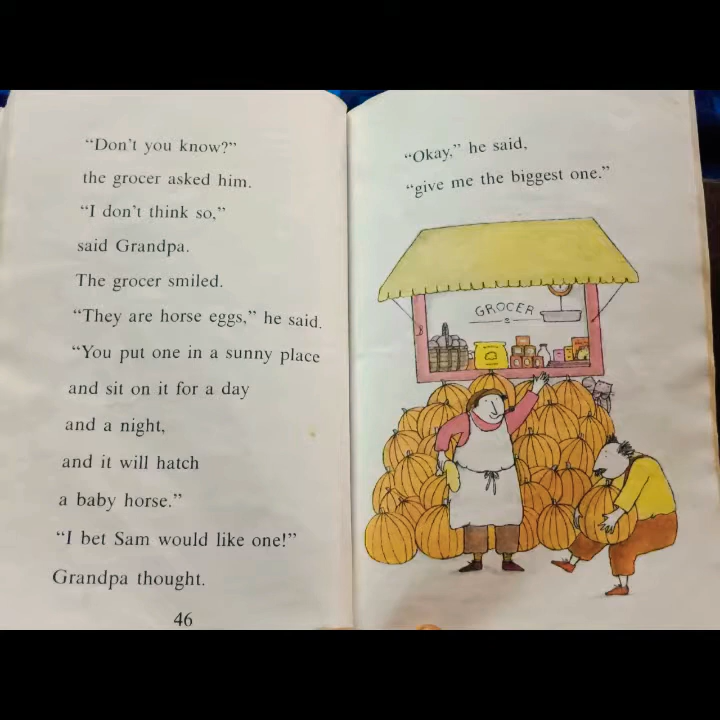 “Don’t you know?”
the grocer asked him.
“I don’t think so,”
said Grandpa.
The grocer smiled.
“They are horse eggs,” he said.
“You put one in a sunny place
and sit on it for a day
and a night,
and it will hatch
a baby horse.”
“I bet Sam would like one!”
Grandpa thought.
46
“Okay,” he said,
“give me the biggest one.”
GROCER